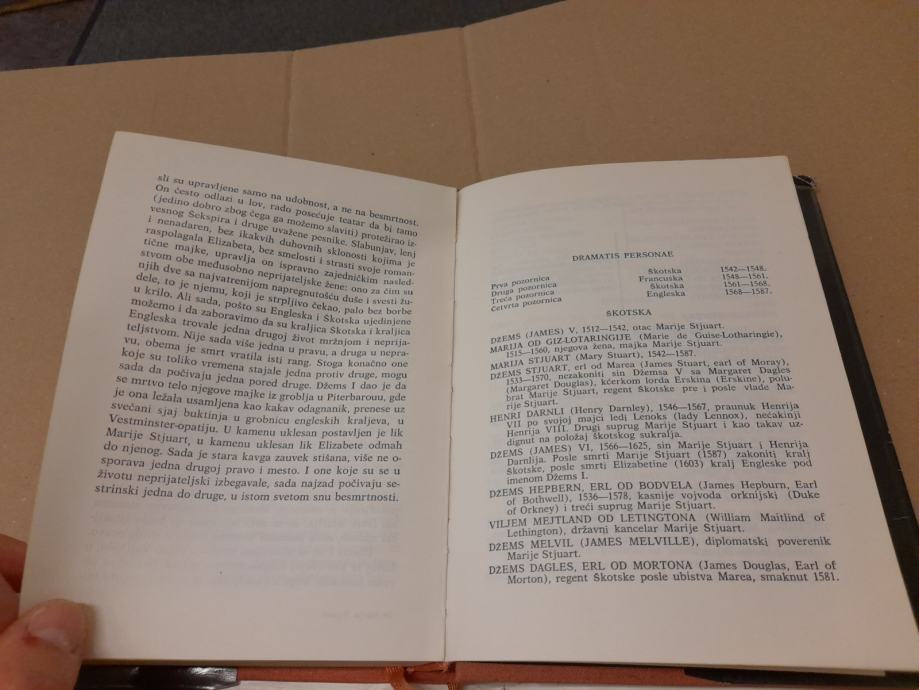 sli su upravljene samo na udobnost, a ne na besmrtnost.
On često odlazi u lov, rado posećuje teatar da bi tamo
(jedino dobro zbog čega ga možemo slaviti) protežirao iz-
vesnog Šekspira i druge uvažene pesnike. Slabunjav, lenj
i nenadaren, bez ikakvih duhovnih sklonosti kojima je
raspolagala Elizabeta, bez smelosti i strasti svoje roman-
tične majke, upravlja on ispravno zajedničkim nasled-
stvom obe međusobno neprijateljske žene: ono za čim su
njih dve sa najvatrenijom napregnutošću duše i svesti žu-
dele, to je njemu, koji je strpljivo čekao, palo bez borbe
u krilo. Ali sada, pošto su Engleska i Škotska ujedinjene
možemo i da zaboravimo da su kraljica Škotska i kraljica
Engleska trovale jedna drugoj život mržnjom i neprija-
teljstvom. Nije sada više jedna u pravu, a druga u nepra-
vu, obema je smrt vratila isti rang. Stoga konačno one
koje su toliko vremena stajale jedna protiv druge, mogu
sada da počivaju jedna pored druge. Džems I dao je da
se mrtvo telo njegove majke iz groblja u Piterbarouu, gde
je ona ležala usamljena kao kakav odagnanik, prenese uz
svečani sjaj buktinja u grobnicu engleskih kraljeva, u
Vestminster-opatiju. U kamenu uklesan postavljen je lik
Marije Stjuart, u kamenu uklesan lik Elizabete odmah
do njenog. Sada je stara kavga zauvek stišana, više ne o-
sporava jedna drugoj pravo i mesto. I one koje su se u
životu neprijateljski izbegavale, sada najzad počivaju se-
strinski jedna do druge, u istom svetom snu besmrtnosti.
DRAMATIS PERSONAE
Prva pozornica Škotska 1542—1548.
Druga pozornica Francuska 1548—1561.
Treća pozornica Škotska 1561—1568.
Četvrta pozornica Engleska 1568—1587.
ŠKOTSKA
DŽEMS (JAMES) V, 1512—1542, otac Marije Stjuart.
MARIJA OD GIZ-LOTARINGIJE (Marie de Guise-Lotharingie),
1515—1560, njegova žena, majka Marije Stjuart.
MARIJA STJUART (Mary Stuart), 1542—1587.
DŽEMS STJUART, erl od Marea (James Stuart, earl of Moray),
1533—1570, nezakoniti sin Džemsa V sa Margaret Dagles
(Margaret Douglas), kćerkom lorda Erskina (Erskine), polu-
brat Marije Stjuart, regent Škotske pre i posle vlade Ma-
rije Stjuart.
HENRI DARNLI (Henry Darnley), 1546—1567, praunuk Henrija
VII po svojoj majci ledi Lenoks (lady Lennox), nećakinji
Henrija VIII. Drugi suprug Marije Stjuart i kao takav uz-
dignut na položaj škotskog sukralja.
DŽEMS (JAMES) VI, 1566—1625, sin Marije Stjuart i Henrija
Darnlija. Posle smrti Marije Stjuart (1587) zakoniti kralj
Škotske, posle smrti Elizabetine (1603) kralj Engleske pod
imenom Džems I.
DŽEMS HEPBERN, ERL OD BODVELA (James Hepburn, Earl
of Bothwell), 1536—1578, kasnije vojvoda orknijski (Duke
of Orkney) i treći suprug Marije Stjuart.
VILJEM MEJTLAND OD LETINGTONA (William Maitlind of
Lethington), državni kancelar Marije Stjuart.
DŽEMS MELVIL (JAMES MELVILLE), diplomatski poverenik
Marije Stjuart.
DŽEMS DAGLES, ERL OD MORTONA (James Douglas, Earl of
Morton), regent Škotske posle ubistva Marea, smaknut 1581.